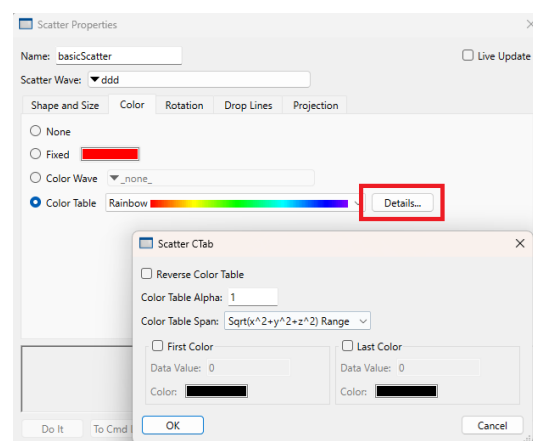 Scatter Properties
Name: basicScatter
Live Update
Scatter Wave: ddd
Shape and Size Color Rotation Drop Lines Projection
None
Fixed
Color Wave _none_
Color Table Rainbow Details...
Scatter CTab
Reverse Color Table
Color Table Alpha: 1
Color Table Span: Sqrt(x^2+y^2+z^2) Range
First Color Last Color
Data Value: 0 Data Value: 0
Color: Color:
Do It To Cmd OK Cancel